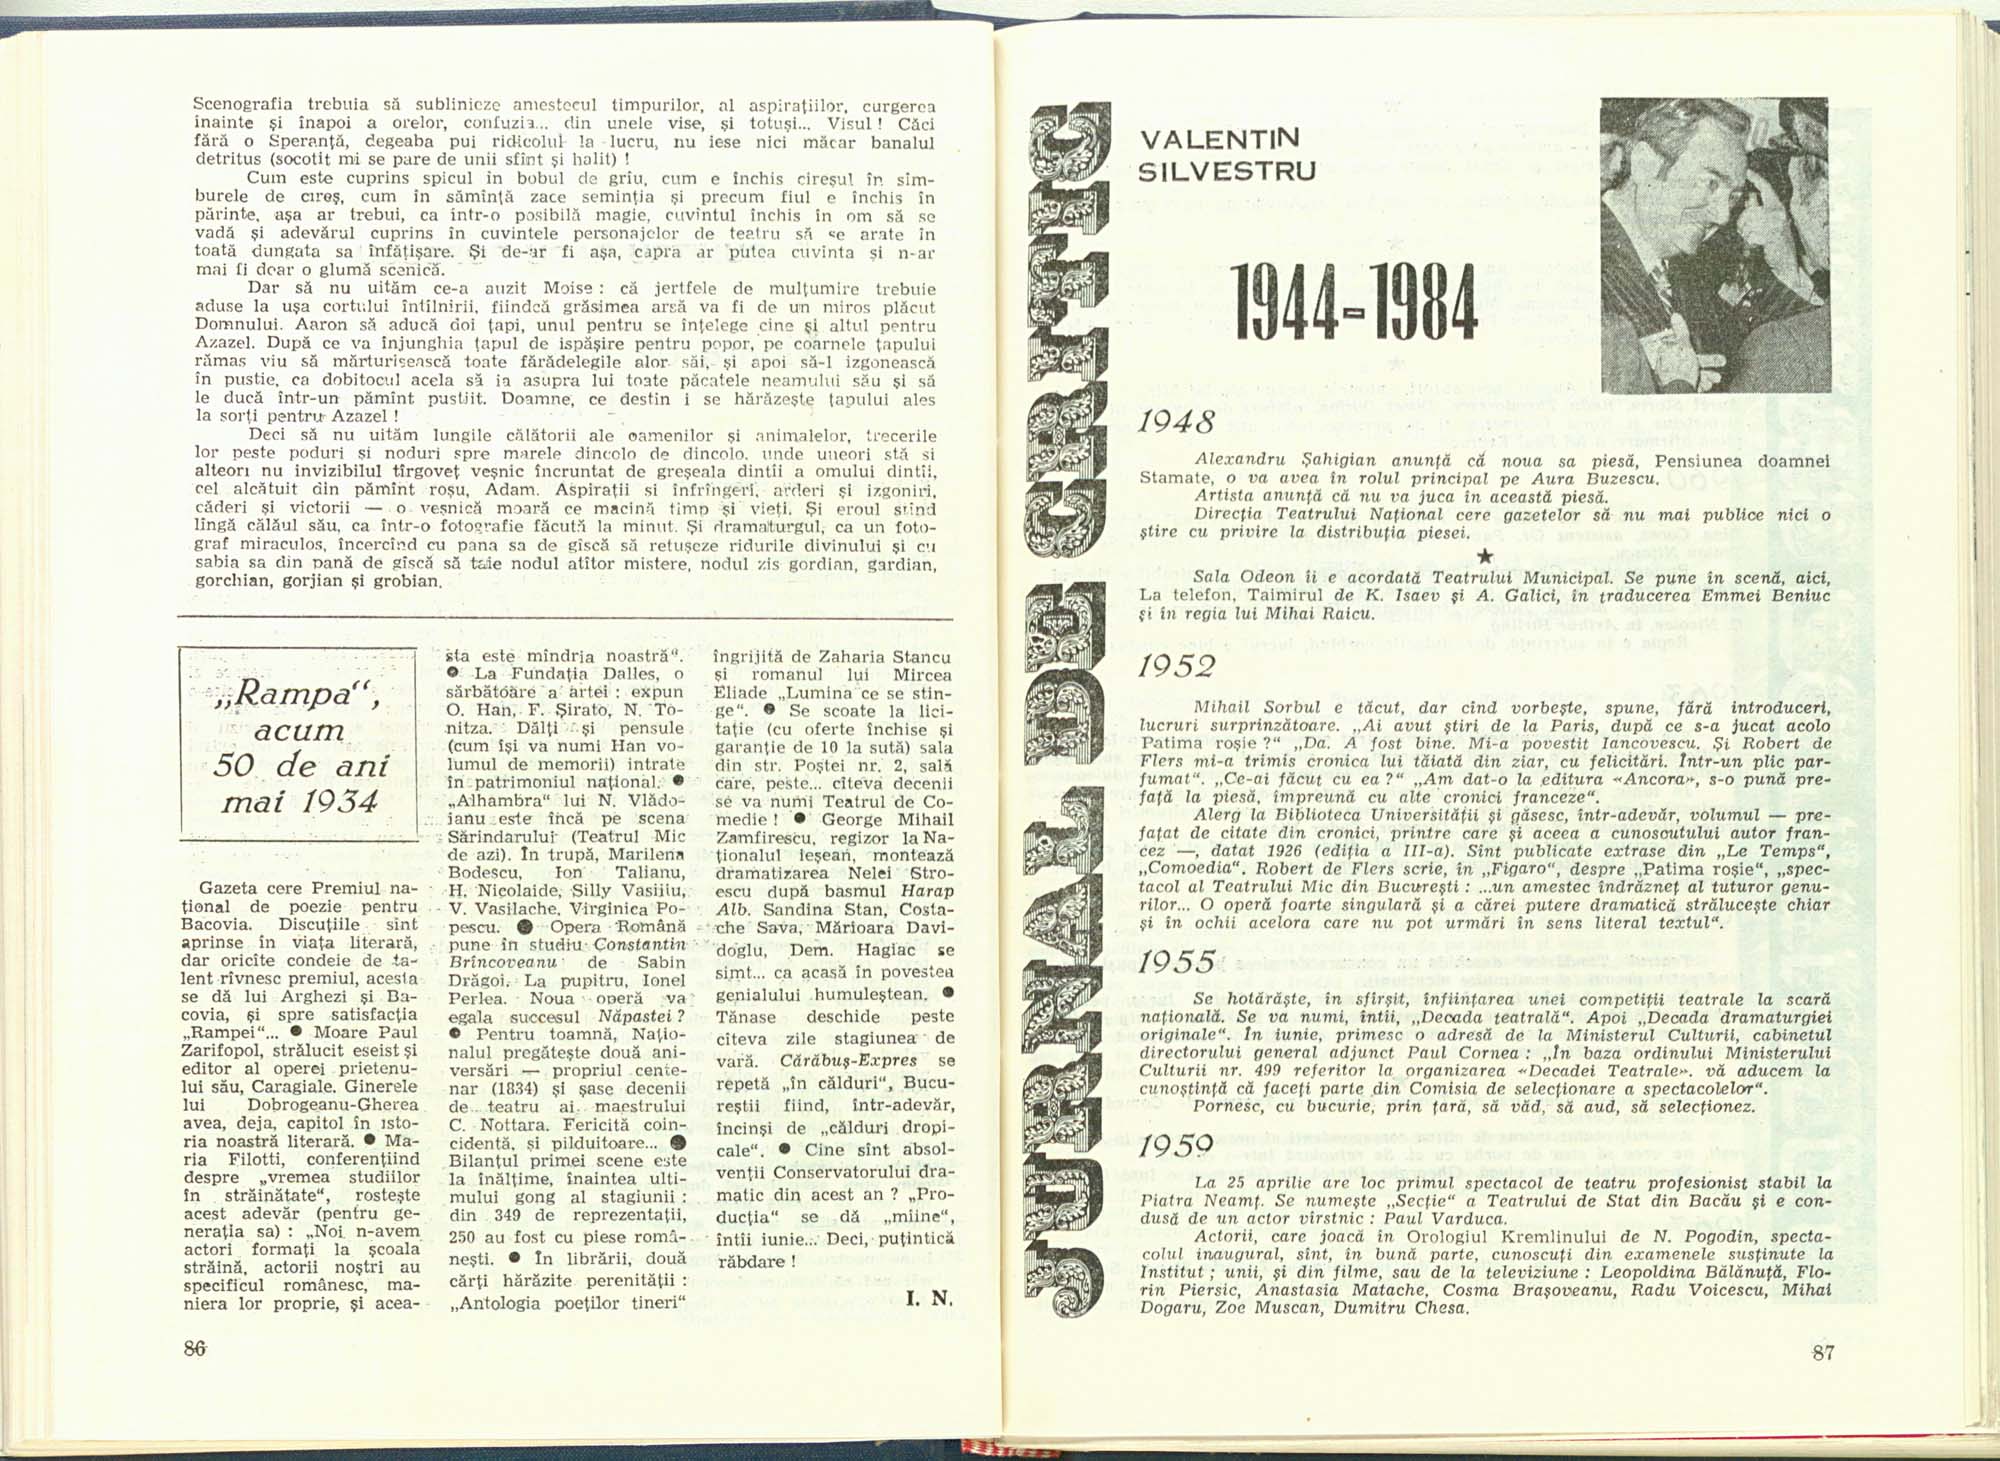 Scenografia trebuia să sublinieze amestecul timpurilor, al aspirațiilor, curgerea
înainte și înapoi a orelor, confuzia... din unele vise, și totuși... Visul ! Căci
fără o Speranță, degeaba pui ridicolul la lucru, nu iese nici măcar banalul
detritus (socotit mi se pare de unii sfînt și halit) !
Cum este cuprins spicul în bobul de grîu, cum e închis cireșul în sîm-
burele de cireș, cum în sămînță zace seminția și precum fiul e închis în
părinte, așa ar trebui, ca într-o posibilă magie, cuvîntul închis în om să se
vadă și adevărul cuprins în cuvintele personajelor de teatru să se arate în
toată dungata sa înfățișare. Și de-ar fi așa, capra ar putea cuvînta și n-ar
mai fi doar o glumă scenică.
Dar să nu uităm ce-a auzit Moise : că jertfele de mulțumire trebuie
aduse la ușa cortului întîlnirii, fiindcă grăsimea arsă va fi de un miros plăcut
Domnului. Aaron să aducă doi țapi, unul pentru se înțelege cine și altul pentru
Azazel. După ce va înjunghia țapul de ispășire pentru popor, pe coarnele țapului
rămas viu să mărturisească toate fărădelegile alor săi, și apoi să-l izgonească
în pustie, ca dobitocul acela să ia asupra lui toate păcatele neamului său și să
le ducă într-un pămînt pustiit. Doamne, ce destin i se hărăzește țapului ales
la sorți pentru Azazel !
Deci să nu uităm lungile călătorii ale oamenilor și animalelor, trecerile
lor peste poduri și noduri spre marele dincolo de dincolo, unde uneori stă și
alteori nu invizibilul tîrgoveț veșnic încruntat de greșeala dintîi a omului dintîi,
cel alcătuit din pămînt roșu, Adam. Aspirații și înfrîngeri, arderi și izgoniri,
căderi și victorii — o veșnică moară ce macină timp și vieți. Și eroul stînd
lîngă călăul său, ca într-o fotografie făcută la minut. Și dramaturgul, ca un foto-
graf miraculos, încercînd cu pana sa de gîscă să retușeze ridurile divinului și cu
sabia sa din pană de gîscă să taie nodul atîtor mistere, nodul zis gordian, gardian,
gorchian, gorjian și grobian.
„Rampa“,
acum
50 de ani
mai 1934
Gazeta cere Premiul na-
țional de poezie pentru
Bacovia. Discuțiile sînt
aprinse în viața literară,
dar oricîte condeie de ta-
lent rîvnesc premiul, acesta
se dă lui Arghezi și Ba-
covia, și spre satisfacția
„Rampei“... ● Moare Paul
Zarifopol, strălucit eseist și
editor al operei prietenu-
lui său, Caragiale. Ginerele
lui Dobrogeanu-Gherea
avea, deja, capitol în isto-
ria noastră literară. ● Ma-
ria Filotti, conferențiind
despre „vremea studiilor
în străinătate“, rostește
acest adevăr (pentru ge-
nerația sa) : „Noi n-avem
actori formați la școala
străină, actorii noștri au
specificul românesc, ma-
niera lor proprie, și acea-
sta este mîndria noastră“.
● La Fundația Dalles, o
sărbătoare a artei : expun
O. Han, F. Șirato, N. To-
nitza. Dălți și pensule
(cum își va numi Han vo-
lumul de memorii) intrate
în patrimoniul național. ●
„Alhambra“ lui N. Vlădo-
ianu este încă pe scena
Sărindarului (Teatrul Mic
de azi). În trupă, Marilena
Bodescu, Ion Talianu,
H. Nicolaide, Silly Vasiliu,
V. Vasilache, Virginica Po-
pescu. ● Opera Română
pune în studiu Constantin
Brîncoveanu de Sabin
Drăgoi. La pupitru, Ionel
Perlea. Noua operă va
egala succesul Năpastei ?
● Pentru toamnă, Națio-
nalul pregătește două ani-
versări — propriul cente-
nar (1834) și șase decenii
de teatru ai maestrului
C. Nottara. Fericită coin-
cidență, și pilduitoare... ●
Bilanțul primei scene este
la înălțime, înaintea ulti-
mului gong al stagiunii :
din 349 de reprezentații,
250 au fost cu piese româ-
nești. ● În librării, două
cărți hărăzite perenității :
„Antologia poeților tineri“
îngrijită de Zaharia Stancu
și romanul lui Mircea
Eliade „Lumina ce se stin-
ge“. ● Se scoate la lici-
tație (cu oferte închise și
garanție de 10 la sută) sala
din str. Poștei nr. 2, sală
care, peste... cîteva decenii
se va numi Teatrul de Co-
medie ! ● George Mihail
Zamfirescu, regizor la Na-
ționalul ieșean, montează
dramatizarea Nelei Stro-
escu după basmul Harap
Alb. Sandina Stan, Costa-
che Sava, Mărioara Davi-
doglu, Dem. Hagiac se
simt... ca acasă în povestea
genialului humuleștean. ●
Tănase deschide peste
cîteva zile stagiunea de
vară. Cărăbuș-Expres se
repetă „în călduri“, Bucu-
reștii fiind, într-adevăr,
încinși de „călduri dropi-
cale“. ● Cine sînt absol-
venții Conservatorului dra-
matic din acest an ? „Pro-
ducția“ se dă „mîine“,
întîi iunie... Deci, puțintică
răbdare !
I. N.
86
JURNAL DE CRITIC
VALENTIN
SILVESTRU
1944-1984
1948
Alexandru Șahigian anunță că noua sa piesă, Pensiunea doamnei
Stamate, o va avea în rolul principal pe Aura Buzescu.
Artista anunță că nu va juca în această piesă.
Direcția Teatrului Național cere gazetelor să nu mai publice nici o
știre cu privire la distribuția piesei.
★
Sala Odeon îi e acordată Teatrului Municipal. Se pune în scenă, aici,
La telefon, Taimirul de K. Isaev și A. Galici, în traducerea Emmei Beniuc
și în regia lui Mihai Raicu.
1952
Mihail Sorbul e tăcut, dar cînd vorbește, spune, fără introduceri,
lucruri surprinzătoare. „Ai avut știri de la Paris, după ce s-a jucat acolo
Patima roșie ?“ „Da. A fost bine. Mi-a povestit Iancovescu. Și Robert de
Flers mi-a trimis cronica lui tăiată din ziar, cu felicitări. Într-un plic par-
fumat“. „Ce-ai făcut cu ea ?“ „Am dat-o la editura «Ancora», s-o pună pre-
față la piesă, împreună cu alte cronici franceze“.
Alerg la Biblioteca Universității și găsesc, într-adevăr, volumul — pre-
fațat de citate din cronici, printre care și aceea a cunoscutului autor fran-
cez —, datat 1926 (ediția a III-a). Sînt publicate extrase din „Le Temps“,
„Comoedia“. Robert de Flers scrie, în „Figaro“, despre „Patima roșie“, „spec-
tacol al Teatrului Mic din București : ...un amestec îndrăzneț al tuturor genu-
rilor... O operă foarte singulară și a cărei putere dramatică strălucește chiar
și în ochii acelora care nu pot urmări în sens literal textul“.
1955
Se hotărăște, în sfîrșit, înființarea unei competiții teatrale la scară
națională. Se va numi, întîi, „Decada teatrală“. Apoi „Decada dramaturgiei
originale“. În iunie, primesc o adresă de la Ministerul Culturii, cabinetul
directorului general adjunct Paul Cornea : „În baza ordinului Ministerului
Culturii nr. 499 referitor la organizarea «Decadei Teatrale». vă aducem la
cunoștință că faceți parte din Comisia de selecționare a spectacolelor“.
Pornesc, cu bucurie, prin țară, să văd, să aud, să selecționez.
1959
La 25 aprilie are loc primul spectacol de teatru profesionist stabil la
Piatra Neamț. Se numește „Secție“ a Teatrului de Stat din Bacău și e con-
dusă de un actor vîrstnic : Paul Varduca.
Actorii, care joacă în Orologiul Kremlinului de N. Pogodin, specta-
colul inaugural, sînt, în bună parte, cunoscuți din examenele susținute la
Institut ; unii, și din filme, sau de la televiziune : Leopoldina Bălănuță, Flo-
rin Piersic, Anastasia Matache, Cosma Brașoveanu, Radu Voicescu, Mihai
Dogaru, Zoe Muscan, Dumitru Chesa.
87